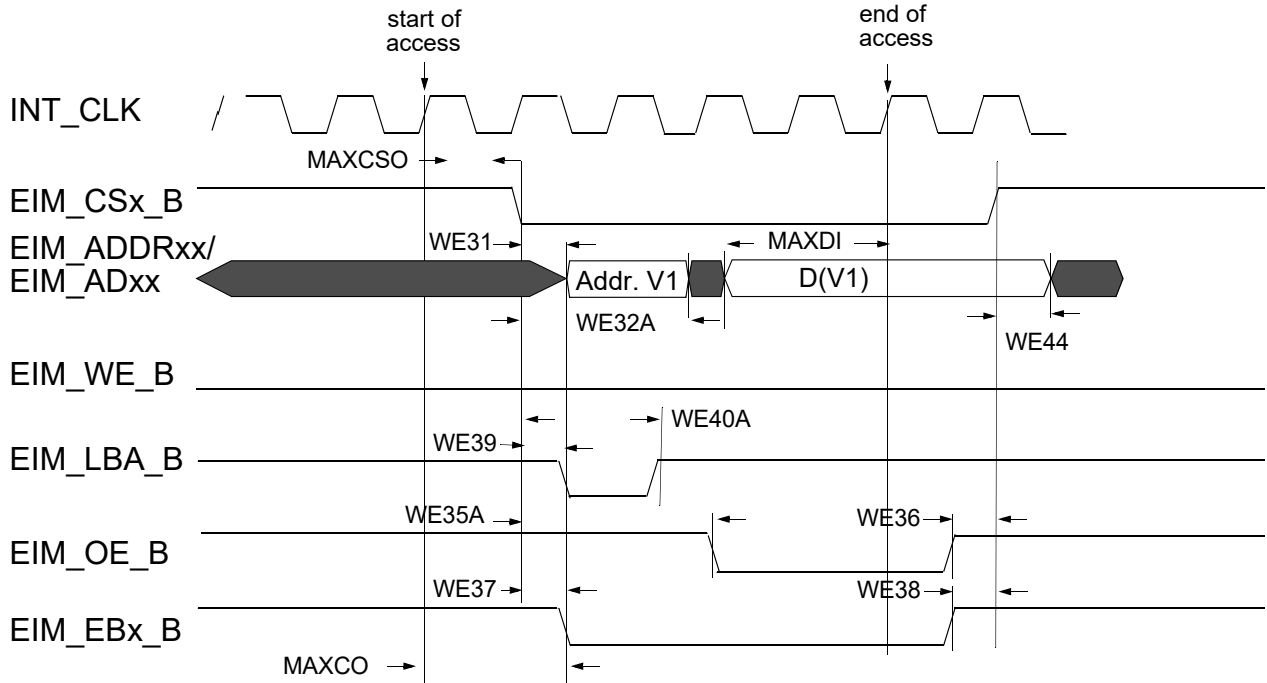 start of
access
end of
access
INT_CLK
MAXCSO
EIM_CSx_B
EIM_ADDRxx/
EIM_ADxx
WE31
MAXDI
Addr. V1
D(V1)
WE32A
WE44
EIM_WE_B
WE40A
WE39
EIM_LBA_B
WE35A
WE36
EIM_OE_B
WE37
WE38
EIM_EBx_B
MAXCO